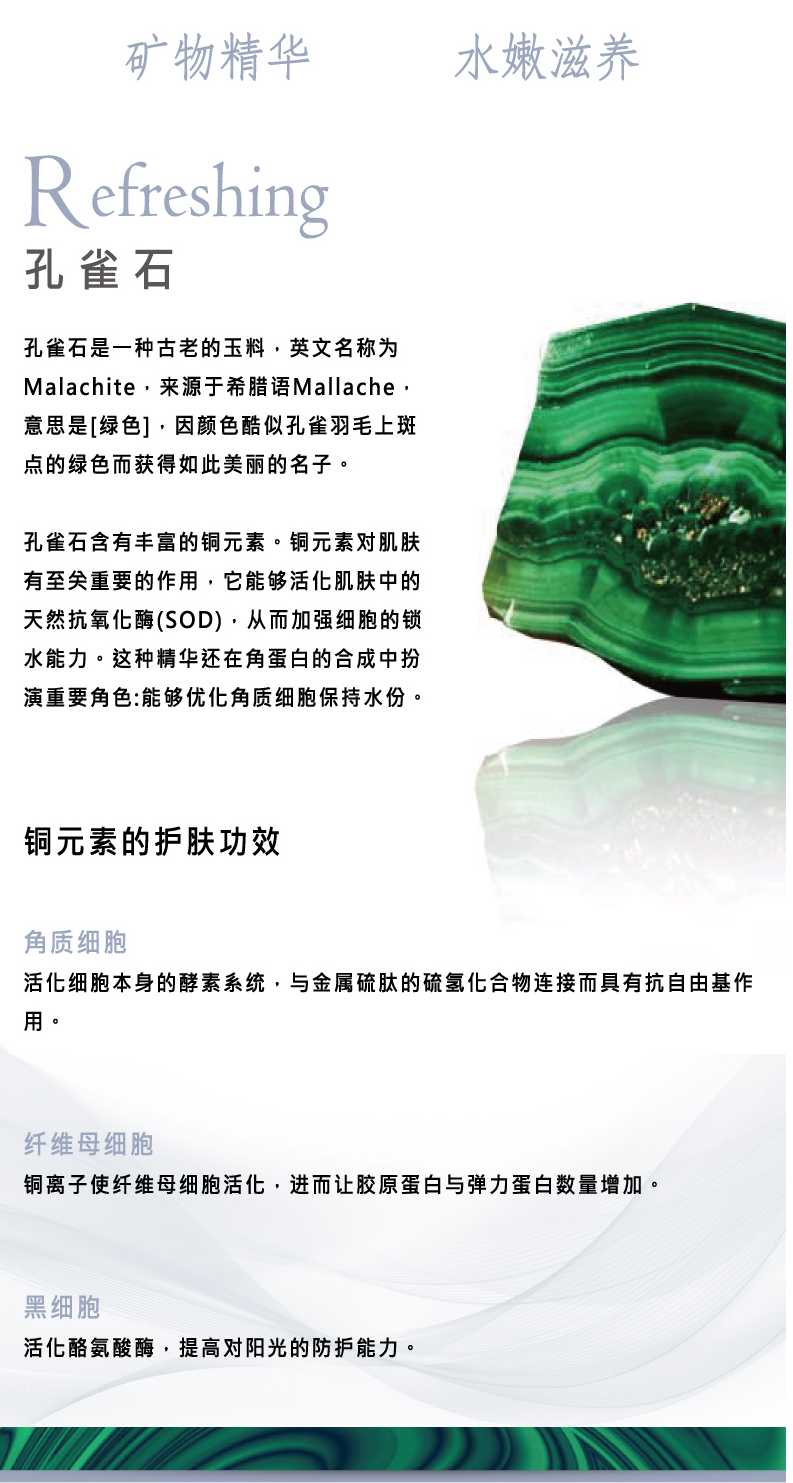 矿物精华 水嫩滋养
Refreshing
孔雀石
孔雀石是一种古老的玉料，英文名称为
Malachite，来源于希腊语Mallache，
意思是[绿色]，因颜色酷似孔雀羽毛上斑
点的绿色而获得如此美丽的名子。
孔雀石含有丰富的铜元素。铜元素对肌肤
有至关重要的作用，它能够活化肌肤中的
天然抗氧化酶(SOD)，从而加强细胞的锁
水能力。这种精华还在角蛋白的合成中扮
演重要角色:能够优化角质细胞保持水份。
铜元素的护肤功效
角质细胞
活化细胞本身的酵素系统，与金属硫肽的硫氢化合物连接而具有抗自由基作
用。
纤维母细胞
铜离子使纤维母细胞活化，进而让胶原蛋白与弹力蛋白数量增加。
黑细胞
活化酪氨酸酶，提高对阳光的防护能力。